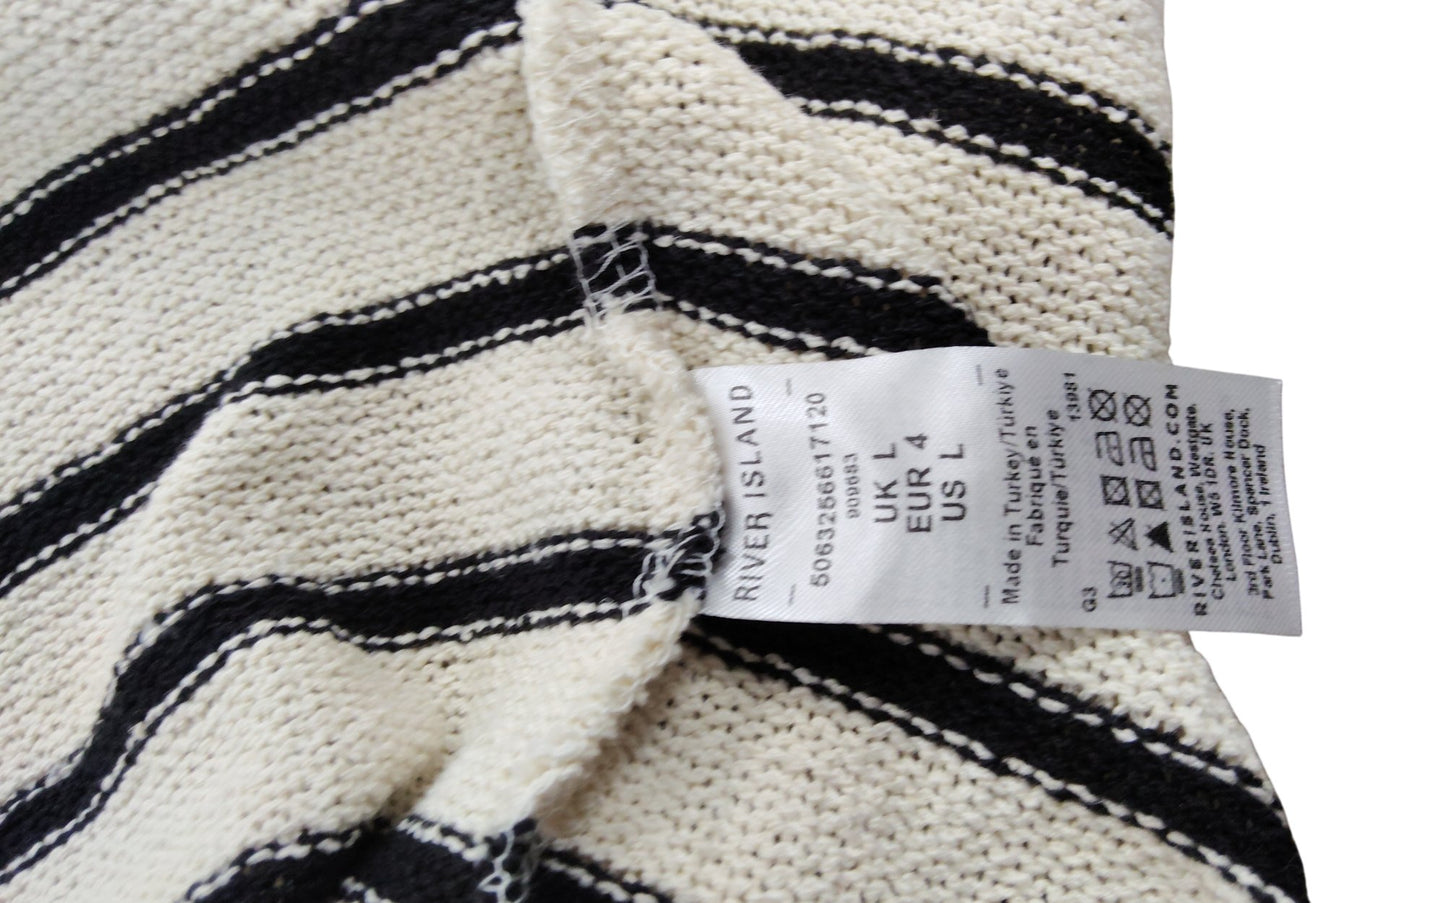 RIVER ISLAND
5063256617120
909683
UK L
EUR 4
US L
Made in Turkey/Türkiye
Fabriqué en
Turquie/Türkiye
13981
G3
30
RIVERISLAND.COM
Chelsea House, Westgate,
London. W5 1DR. UK
3rd Floor Kilmore House,
Park Lane, Spencer Dock,
Dublin, 1 Ireland